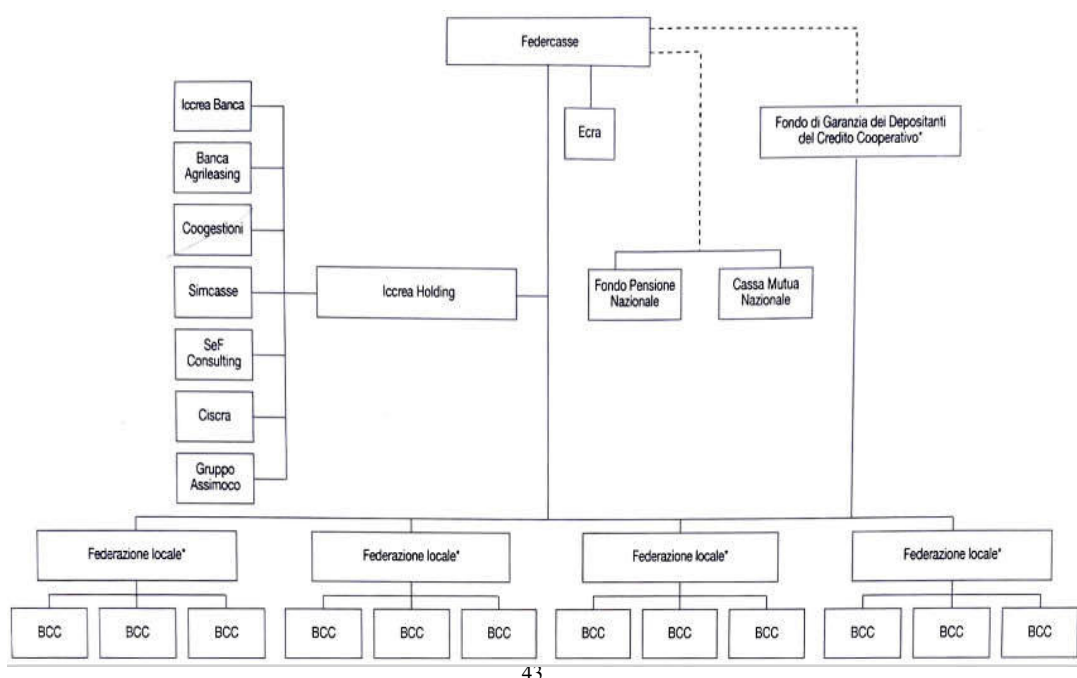 Federcasse
Iccrea Banca
Ecra
Fondo di Garanzia dei Depositanti
del Credito Cooperativo*
Banca
Agrileasing
Coogestioni
Simcasse
Iccrea Holding
Fondo Pensione
Nazionale
Cassa Mutua
Nazionale
SeF
Consulting
Ciscra
Gruppo
Assimoco
Federazione locale*
Federazione locale*
Federazione locale*
Federazione locale*
BCC
BCC
BCC
BCC
BCC
BCC
BCC
BCC
BCC
BCC
BCC
BCC
43